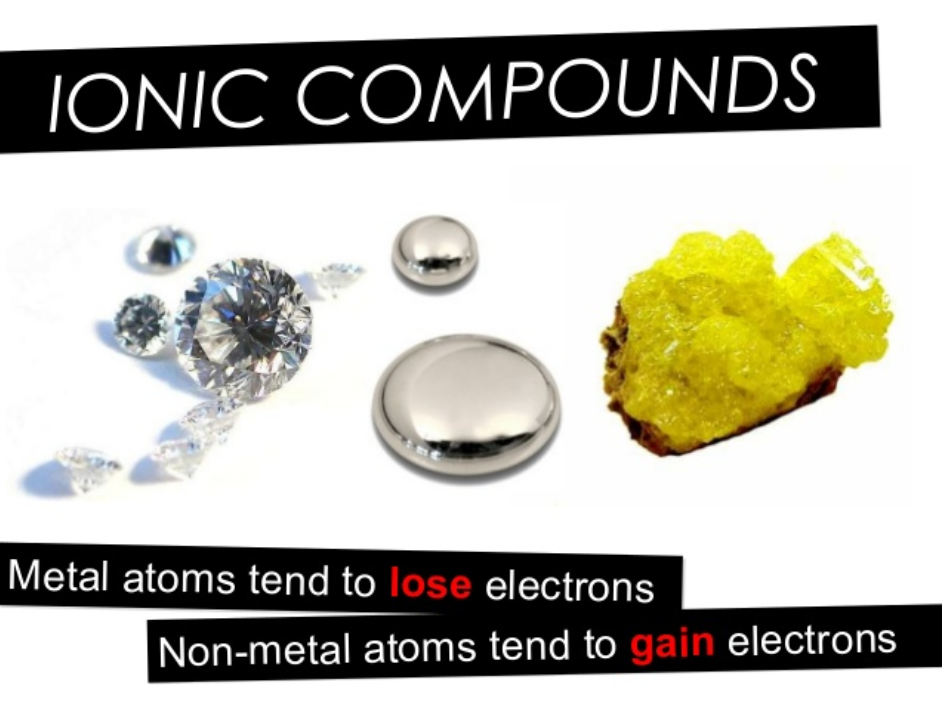 IONIC COMPOUNDS
Metal atoms tend to lose electrons
Non-metal atoms tend to gain electrons